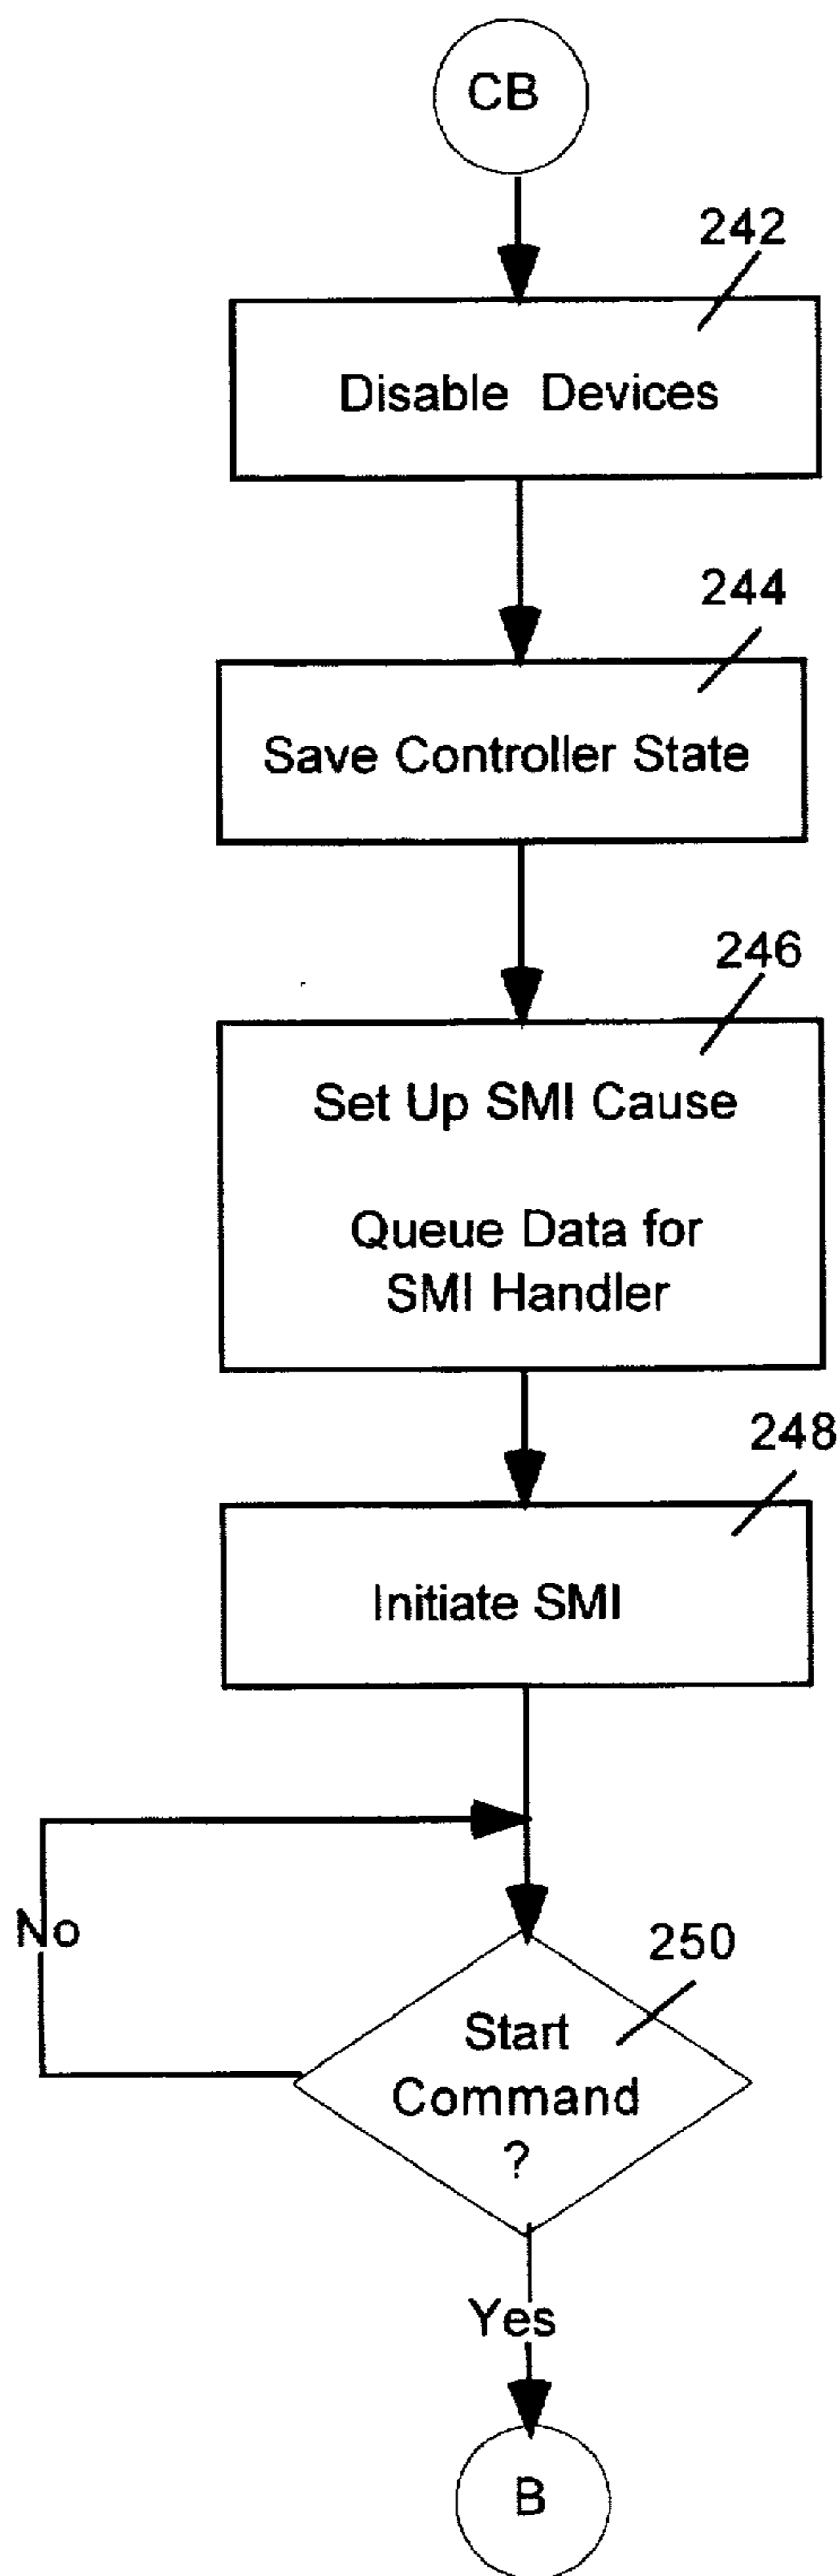 CB
242
Disable Devices
244
Save Controller State
246
Set Up SMI Cause
Queue Data for
SMI Handler
248
Initiate SMI
No
250
Start
Command
?
Yes
B